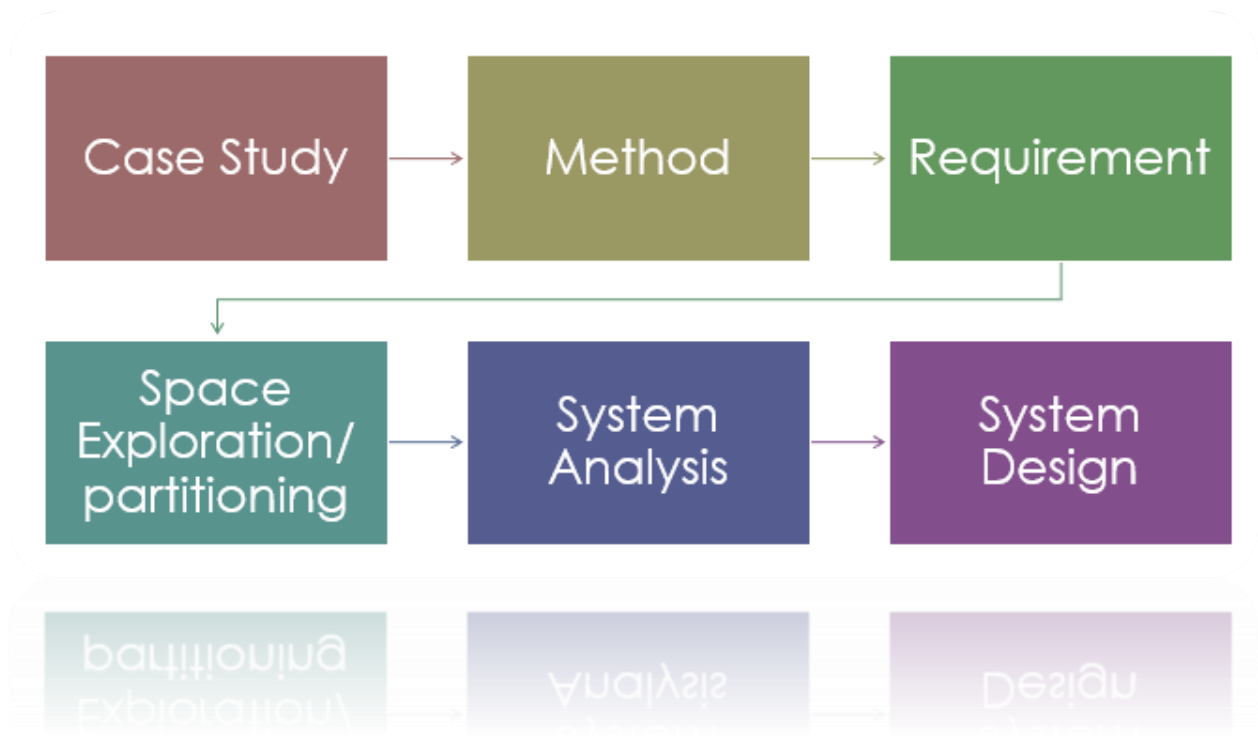 Case Study
Method
Requirement
Space
Exploration/
partitioning
System
Analysis
System
Design